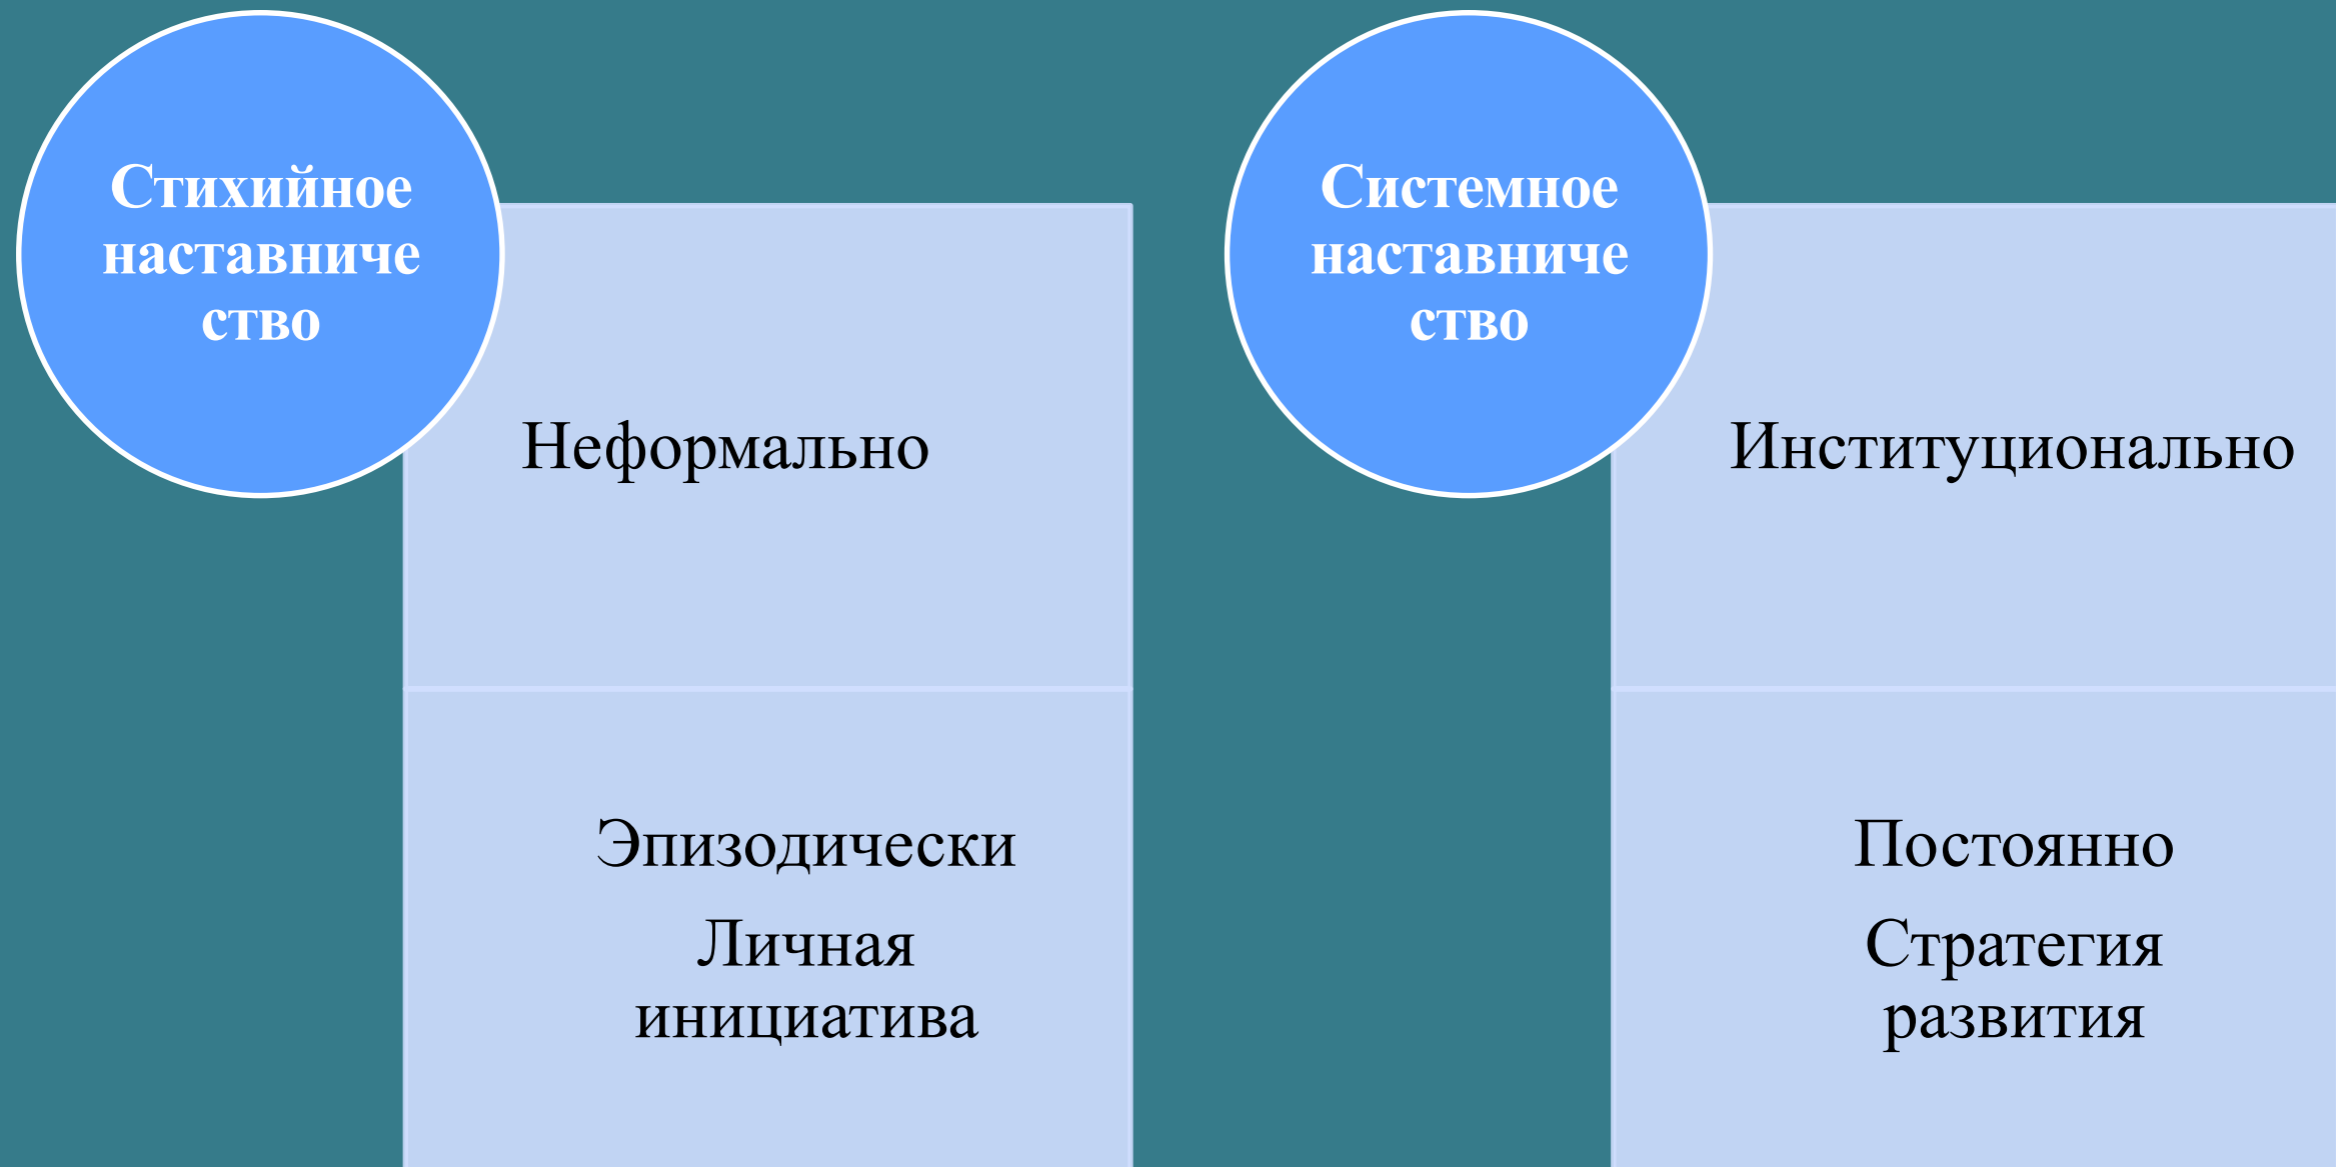 Стихийное
наставниче
ство
Неформально
Эпизодически
Личная
инициатива
Системное
наставниче
ство
Институционально
Постоянно
Стратегия
развития